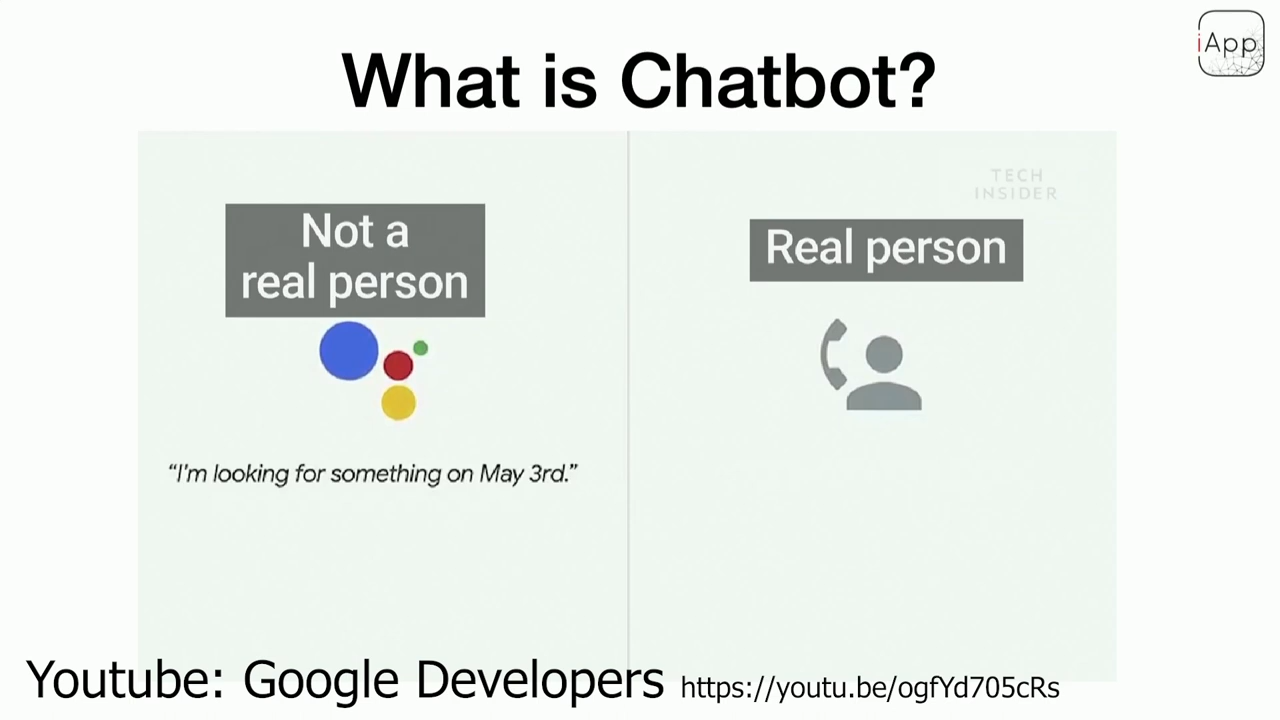 iApp
What is Chatbot?
TECH
INSIDER
Not a
real person
Real person
“I'm looking for something on May 3rd.”
Youtube: Google Developers https://youtu.be/ogfYd705cRs